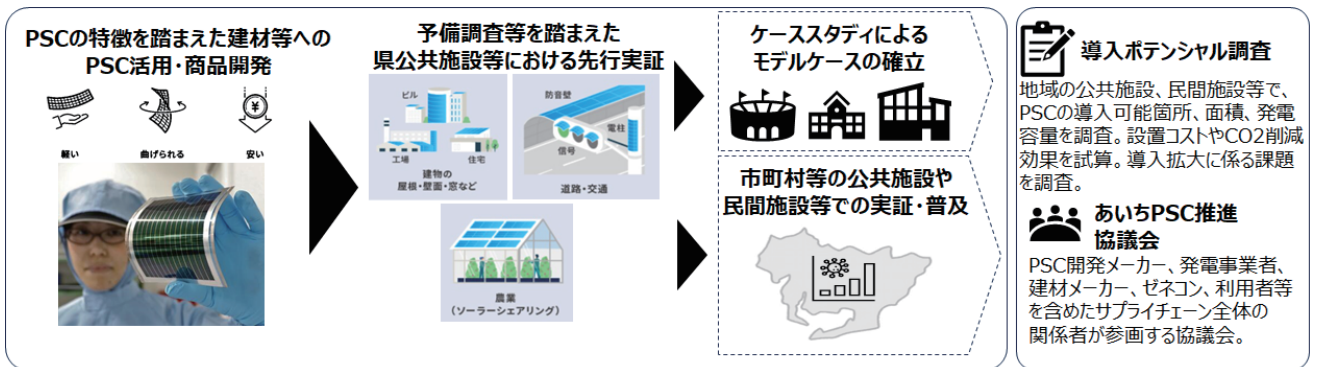 PSCの特徴を踏まえた建材等への
PSC活用・商品開発
軽い
曲げられる
安い
予備調査等を踏まえた
県公共施設等における先行実証
ビル
工場
住宅
建物の
屋根・壁面・窓など
防音壁
電柱
信号
道路・交通
農業
（ソーラーシェアリング）
ケーススタディによる
モデルケースの確立
市町村等の公共施設や
民間施設等での実証・普及
導入ポテンシャル調査
地域の公共施設、民間施設等で、
PSCの導入可能箇所、面積、発電
容量を調査。設置コストやCO2削減
効果を試算。導入拡大に係る課題
を調査。
あいちPSC推進
協議会
PSC開発メーカー、発電事業者、
建材メーカー、ゼネコン、利用者等
を含めたサプライチェーン全体の
関係者が参画する協議会。